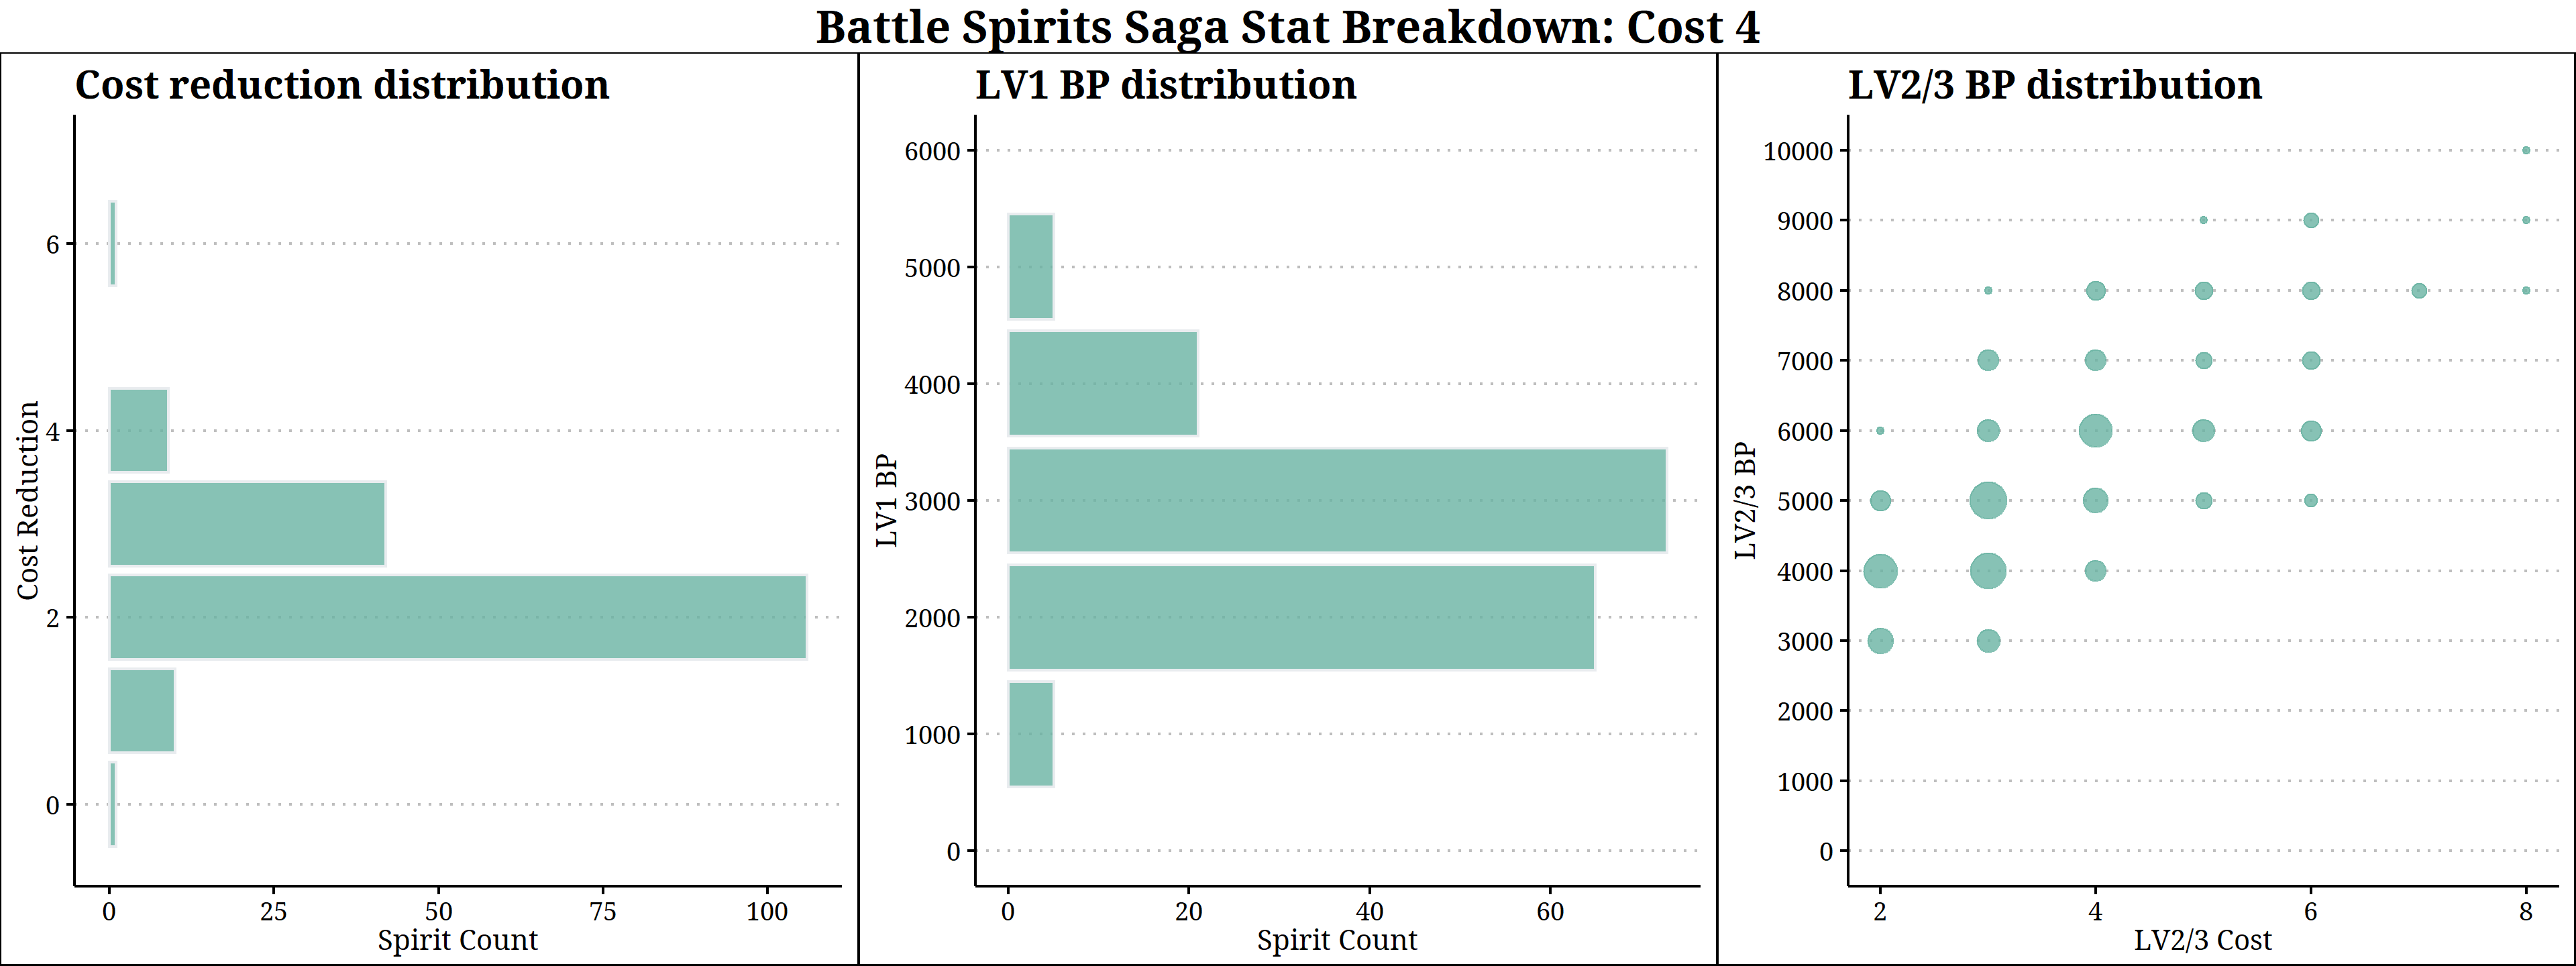 Battle Spirits Saga Stat Breakdown: Cost 4
Cost reduction distribution
Cost Reduction
6
4
2
0
0 25 50 75 100
Spirit Count
LV1 BP distribution
LV1 BP
6000
5000
4000
3000
2000
1000
0
0 20 40 60
Spirit Count
LV2/3 BP distribution
LV2/3 BP
10000
9000
8000
7000
6000
5000
4000
3000
2000
1000
0
2 4 6 8
LV2/3 Cost